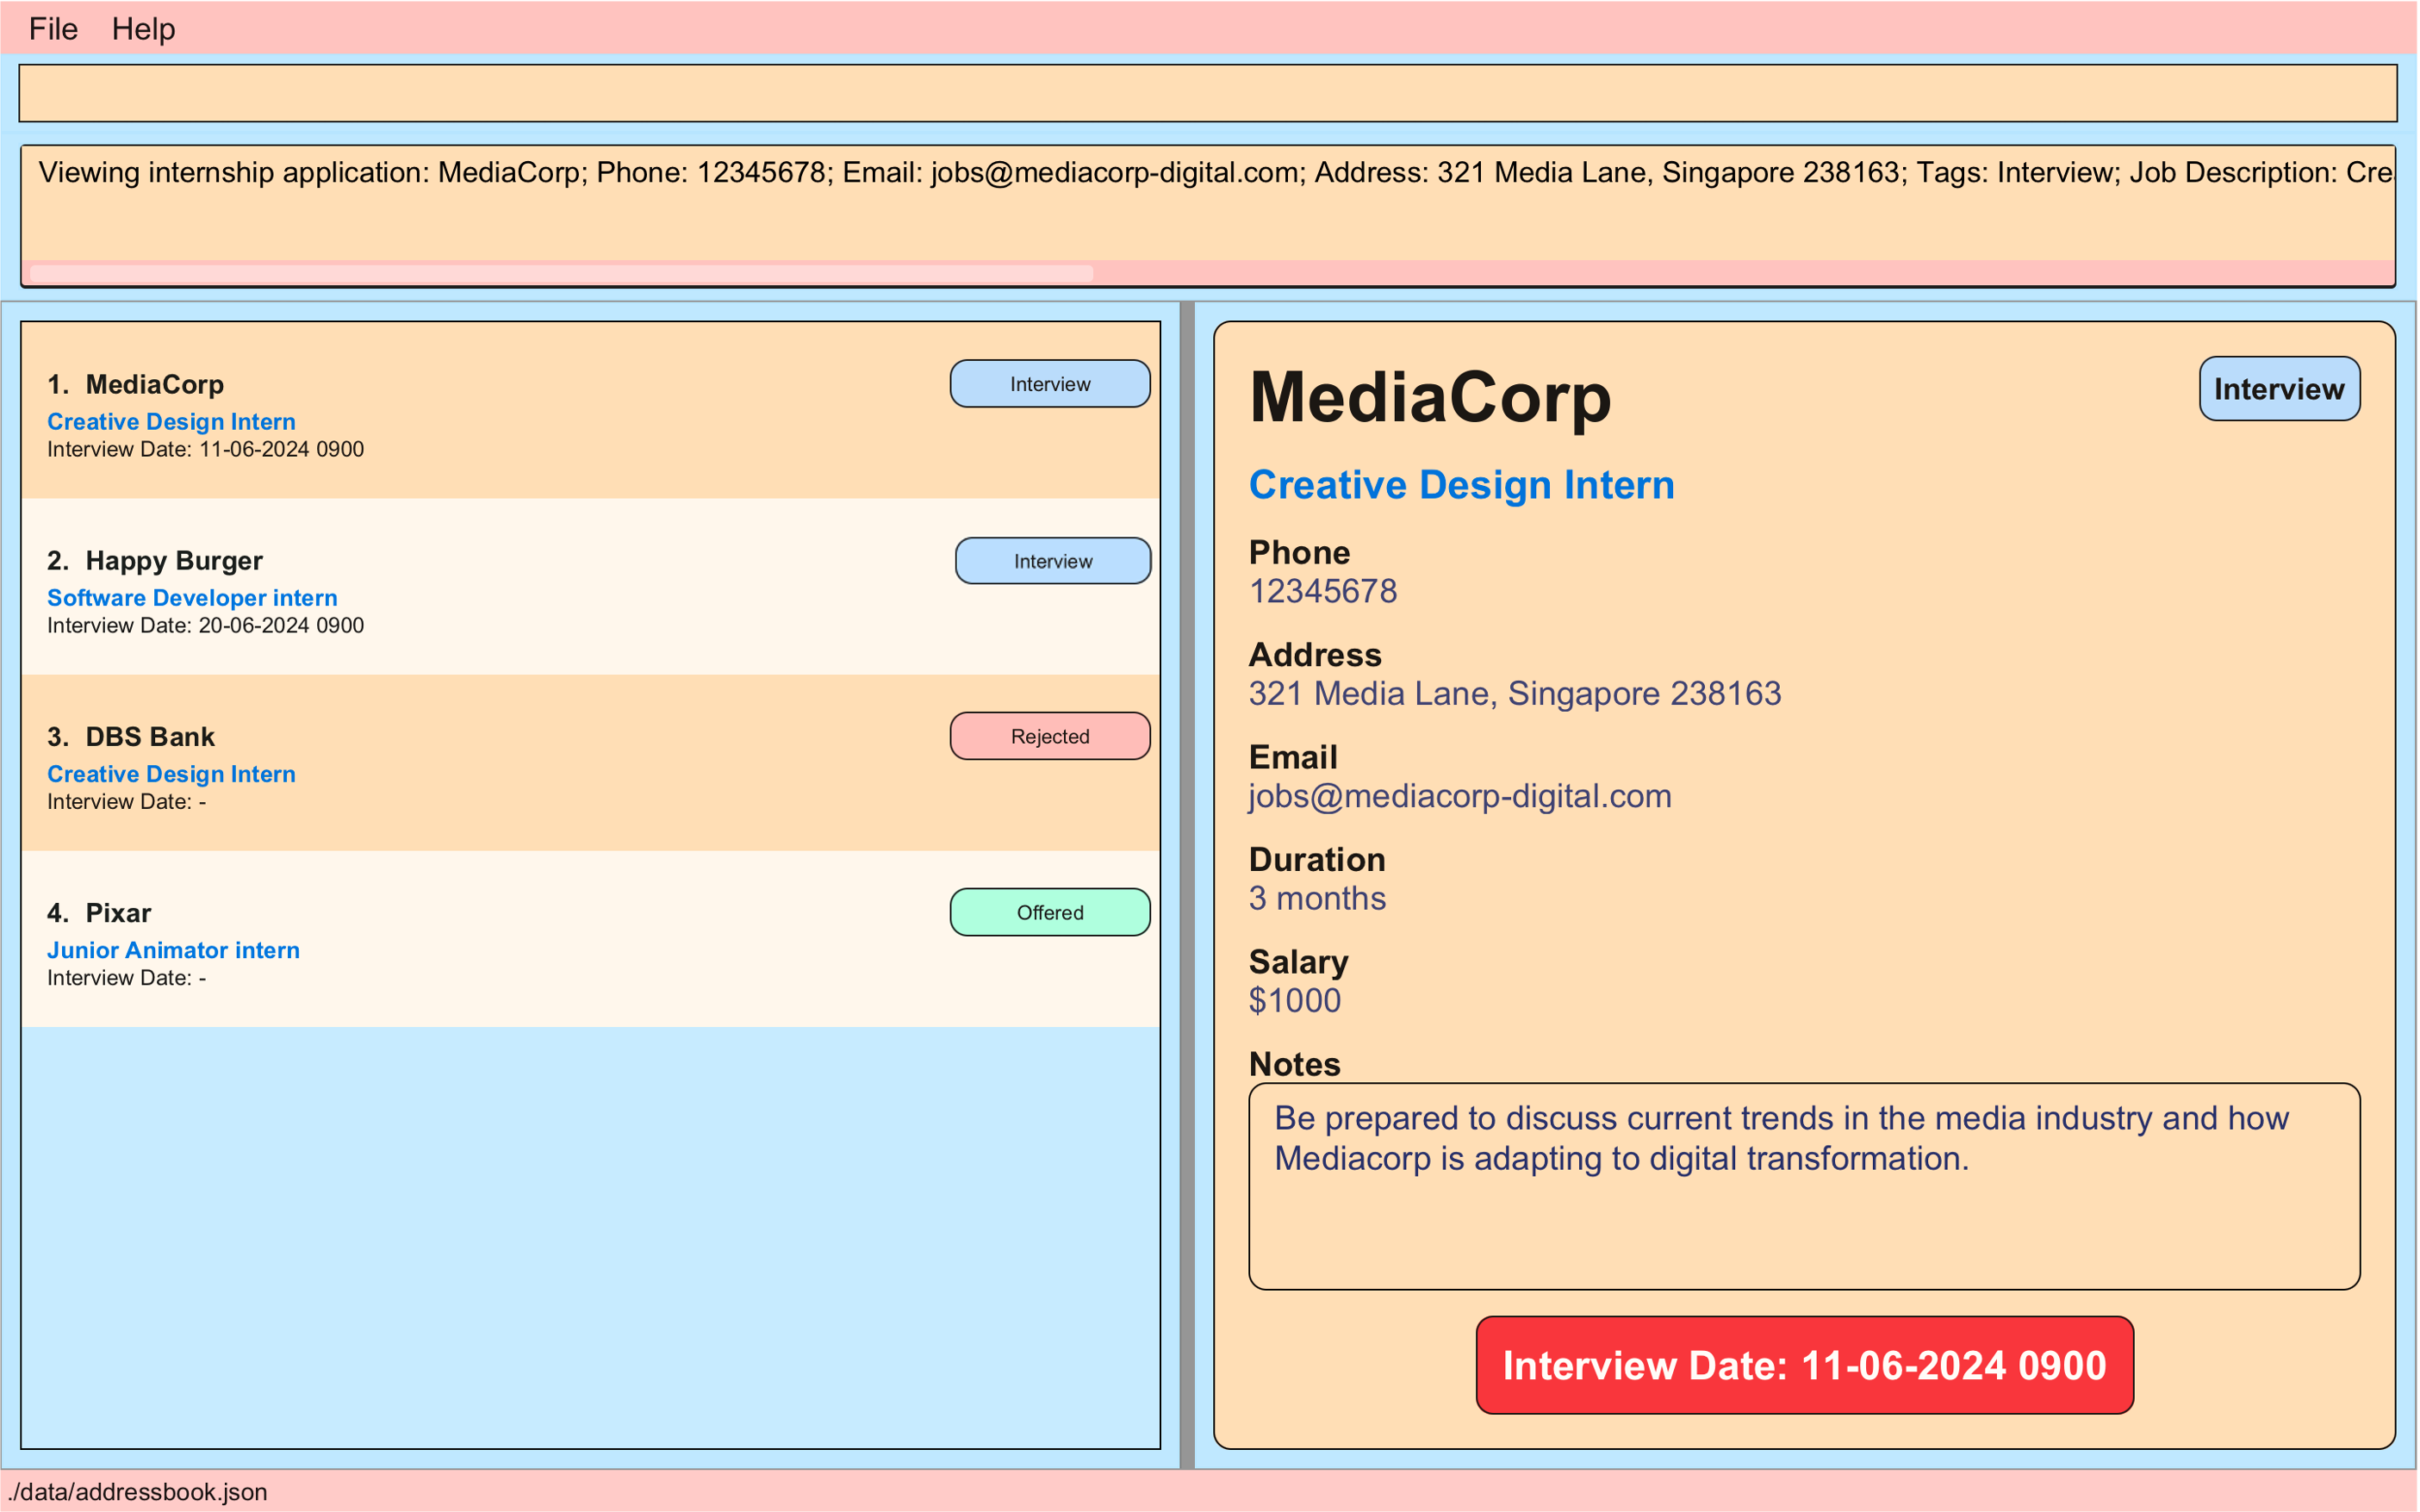 File Help
Viewing internship application: MediaCorp; Phone: 12345678; Email: jobs@mediacorp-digital.com; Address: 321 Media Lane, Singapore 238163; Tags: Interview; Job Description: Cre
1. MediaCorp
Interview
Creative Design Intern
Interview Date: 11-06-2024 0900
2. Happy Burger
Interview
Software Developer intern
Interview Date: 20-06-2024 0900
3. DBS Bank
Rejected
Creative Design Intern
Interview Date: -
4. Pixar
Offered
Junior Animator intern
Interview Date: -
MediaCorp
Interview
Creative Design Intern
Phone
12345678
Address
321 Media Lane, Singapore 238163
Email
jobs@mediacorp-digital.com
Duration
3 months
Salary
$1000
Notes
Be prepared to discuss current trends in the media industry and how
Mediacorp is adapting to digital transformation.
Interview Date: 11-06-2024 0900
./data/addressbook.json